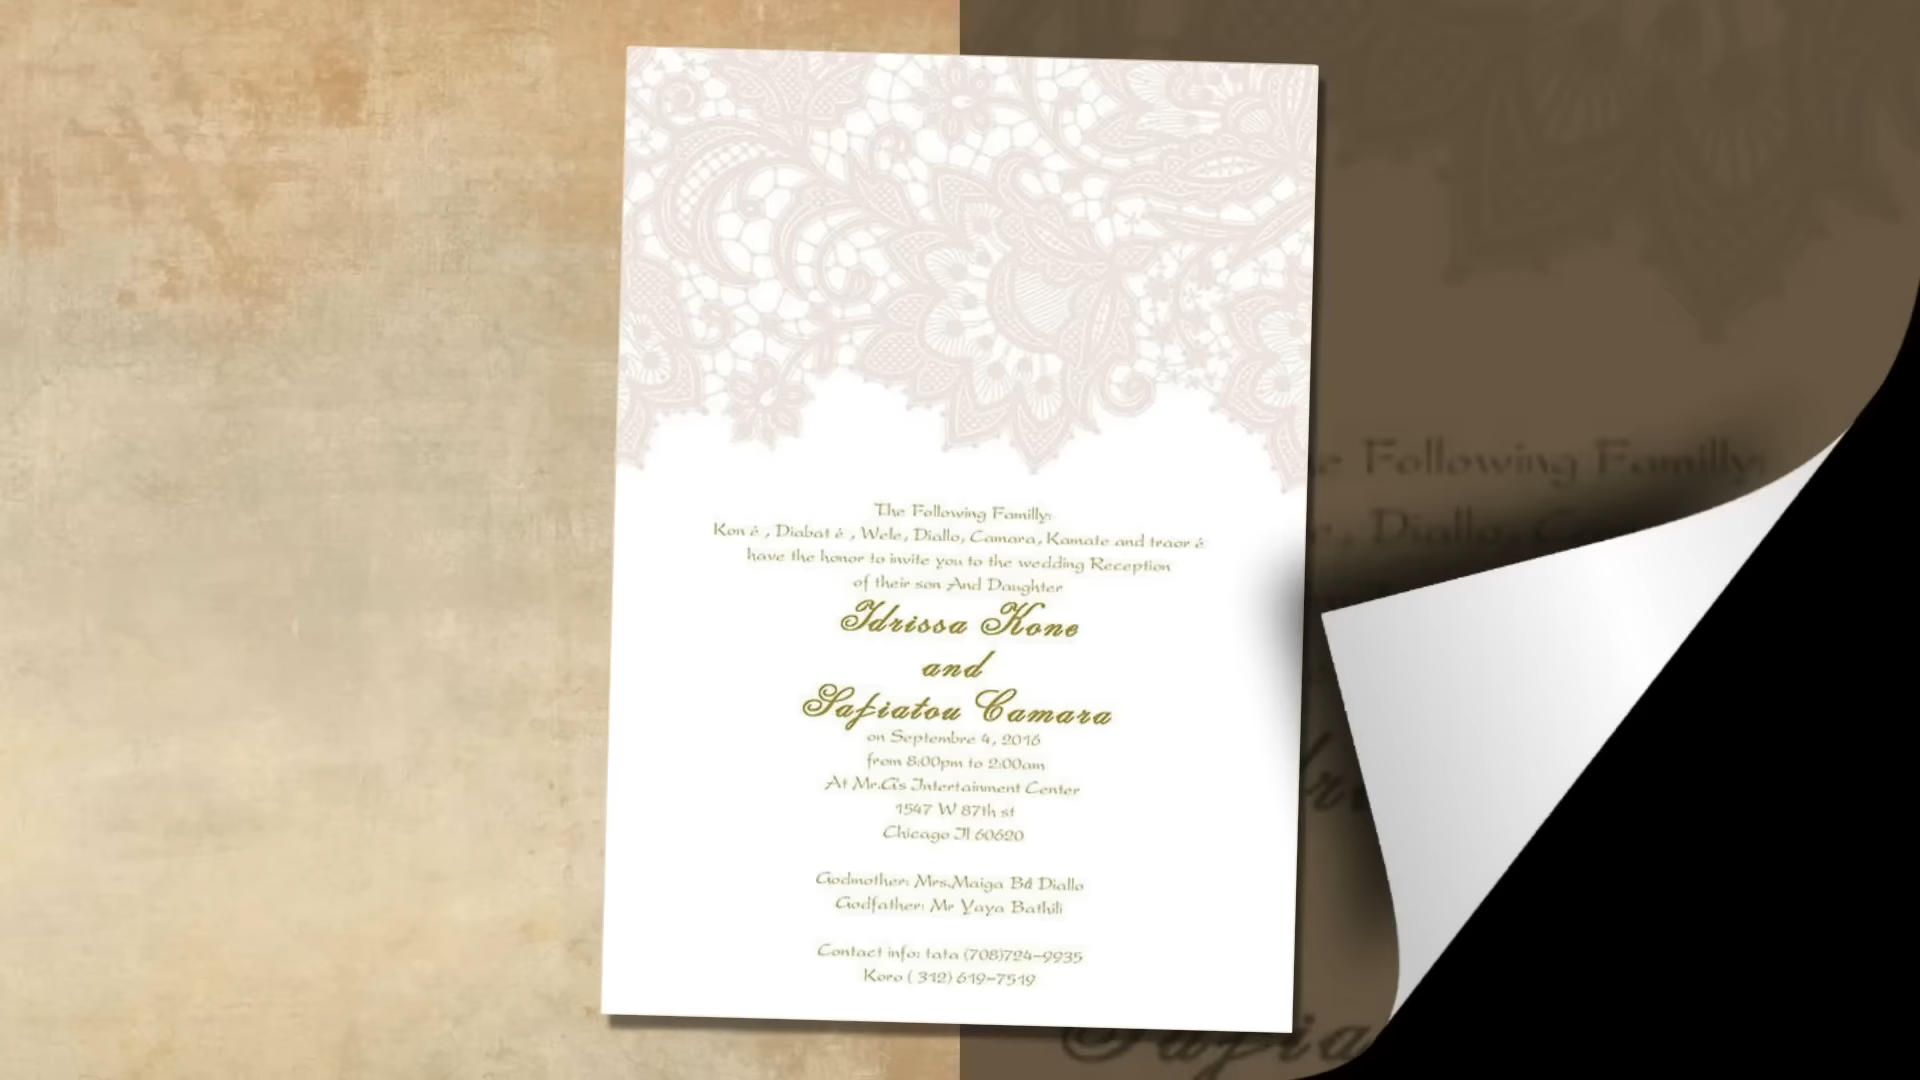 The Following Familly:
Kon é , Diabat é , Wele, Diallo, Camara, Kamate and traor é
have the honor to invite you to the wedding Reception
of their son And Daughter
Idrissa Kone
and
Safiatou Camara
on Septembre 4, 2016
from 8:00pm to 2:00am
At Mr.G's Intertainment Center
1547 W 87th st
Chicago Il 60620
Godmother: Mrs.Maiga Diallo
Godfather: Mr Yaya Bathili
Contact info: tata (708)724-9935
Koro ( 312) 619-7519
Following Familly:
Diallo,